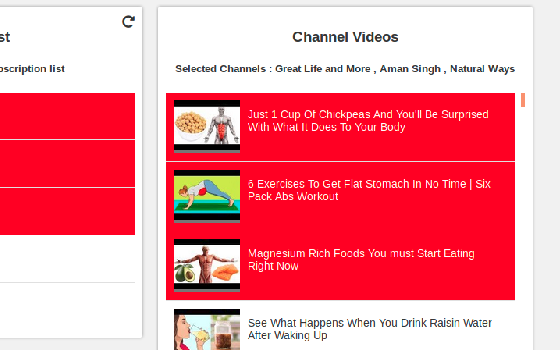 st
Channel Videos
bscription list
Selected Channels : Great Life and More , Aman Singh , Natural Ways
Just 1 Cup Of Chickpeas And You'll Be Surprised
With What It Does To Your Body
6 Exercises To Get Flat Stomach In No Time | Six
Pack Abs Workout
Magnesium Rich Foods You must Start Eating
Right Now
See What Happens When You Drink Raisin Water
After Waking Up